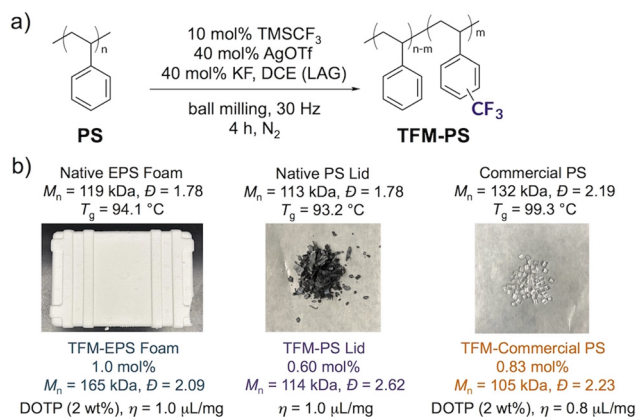 a)
n
PS
10 mol% TMSCF3
40 mol% AgOTf
40 mol% KF, DCE (LAG)
ball milling, 30 Hz
4 h, N2
n-m
m
CF3
TFM-PS
b)
Native EPS Foam
Mn = 119 kDa, Đ = 1.78
Tg = 94.1 °C
TFM-EPS Foam
1.0 mol%
Mn = 165 kDa, Đ = 2.09
DOTP (2 wt%), η = 1.0 μL/mg
Native PS Lid
Mn = 113 kDa, Đ = 1.78
Tg = 93.2 °C
TFM-PS Lid
0.60 mol%
Mn = 114 kDa, Đ = 2.62
η = 1.0 μL/mg
Commercial PS
Mn = 132 kDa, Đ = 2.19
Tg = 99.3 °C
TFM-Commercial PS
0.83 mol%
Mn = 105 kDa, Đ = 2.23
DOTP (2 wt%), η = 0.8 μL/mg